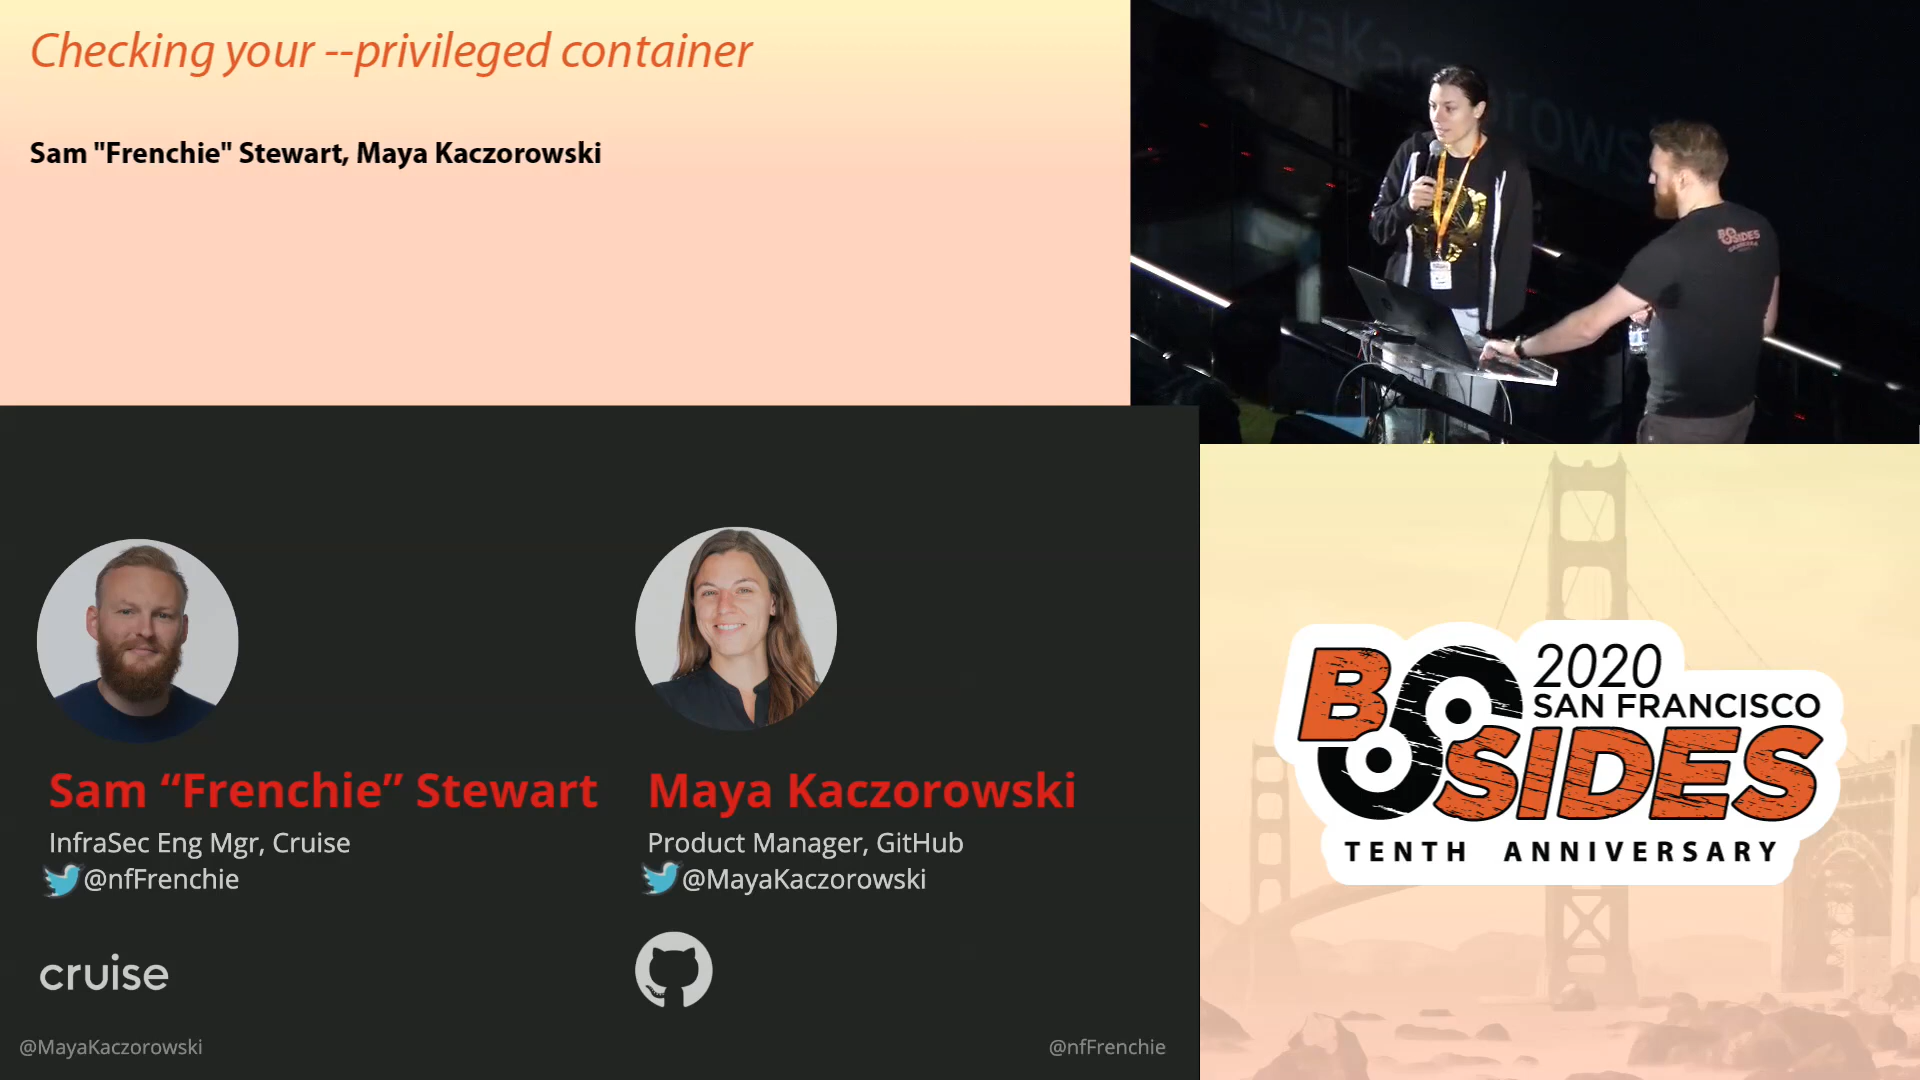 Checking your --privileged container
Sam "Frenchie" Stewart, Maya Kaczorowski
BSIDES
Sam “Frenchie” Stewart
InfraSec Eng Mgr, Cruise
@nfFrenchie
cruise
Maya Kaczorowski
Product Manager, GitHub
@MayaKaczorowski
@MayaKaczorowski
@nfFrenchie
2020
SAN FRANCISCO
BSIDES
TENTH ANNIVERSARY